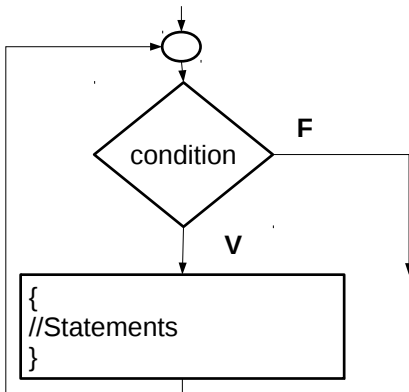 condition
F
V
{
//Statements
}